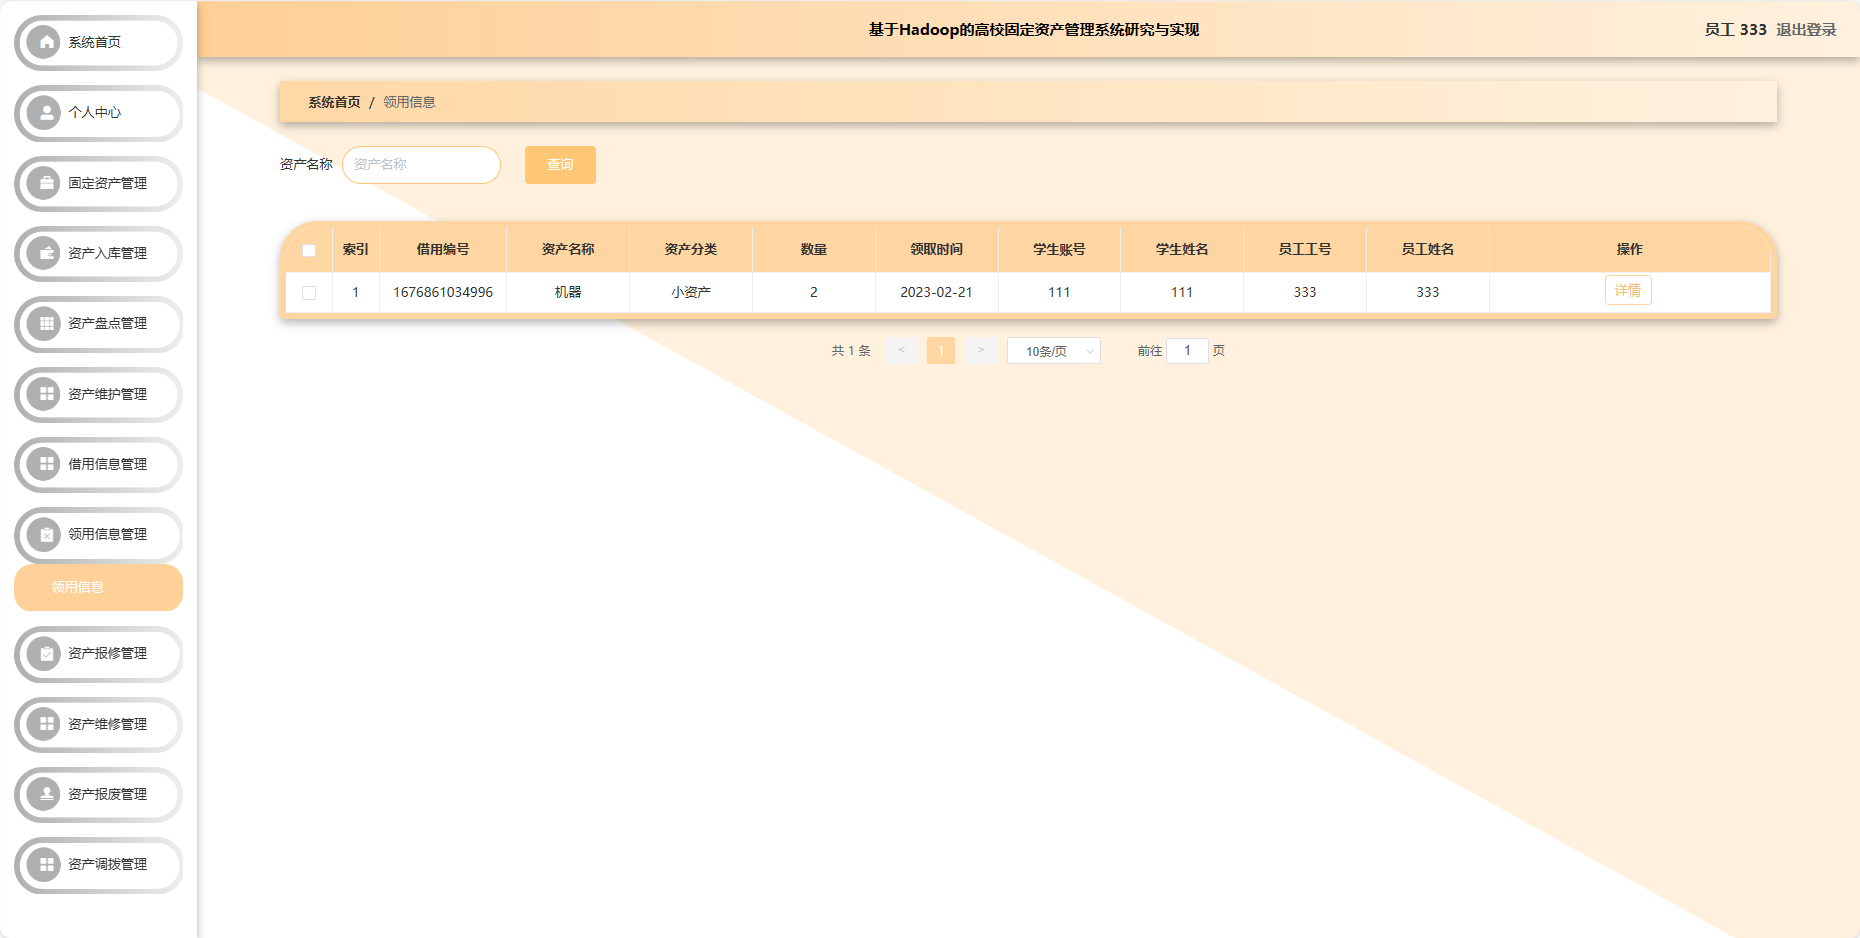 基于Hadoop的高校固定资产管理系统研究与实现
员工 333 退出登录
系统首页
个人中心
固定资产管理
资产入库管理
资产盘点管理
资产维护管理
借用信息管理
领用信息管理
领用信息
资产报修管理
资产维修管理
资产报废管理
资产调拨管理
系统首页 / 领用信息
资产名称 资产名称 查询
索引 借用编号 资产名称 资产分类 数量 领取时间 学生账号 学生姓名 员工工号 员工姓名 操作
1 1676861034996 机器 小资产 2 2023-02-21 111 111 333 333 详情
共 1 条 < 1 > 10条/页 前往 1 页